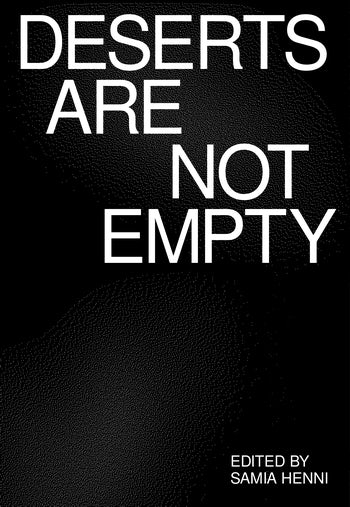 DESERTS
ARE
NOT
EMPTY
EDITED BY
SAMIA HENNI